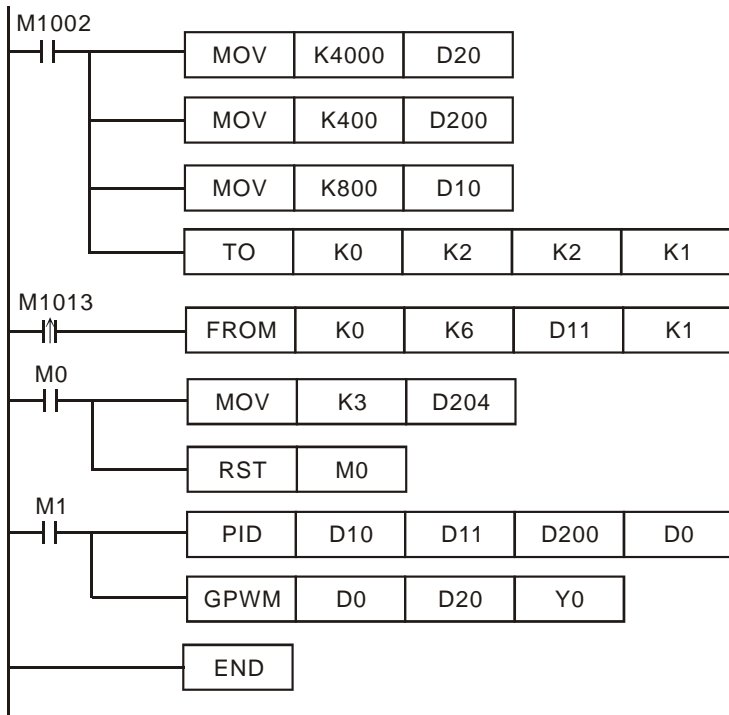 M1002
MOV K4000 D20
MOV K400 D200
MOV K800 D10
TO K0 K2 K2 K1
M1013
FROM K0 K6 D11 K1
M0
MOV K3 D204
RST M0
M1
PID D10 D11 D200 D0
GPWM D0 D20 Y0
END